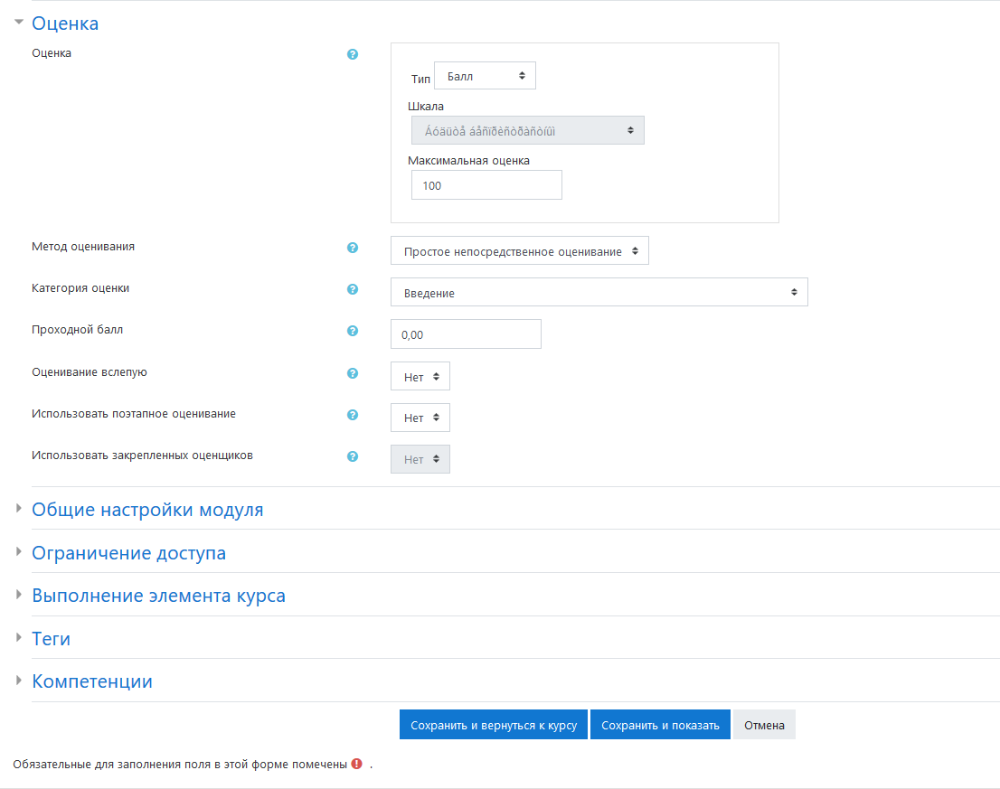 Оценка
Оценка
Тип Балл
Шкала
Áóäüòå áåñïðèñòðàñòíûì
Максимальная оценка
100
Метод оценивания
Простое непосредственное оценивание
Категория оценки
Введение
Проходной балл
0,00
Оценивание вслепую
Нет
Использовать поэтапное оценивание
Нет
Использовать закрепленных оценщиков
Нет
Общие настройки модуля
Ограничение доступа
Выполнение элемента курса
Теги
Компетенции
Сохранить и вернуться к курсу Сохранить и показать Отмена
Обязательные для заполнения поля в этой форме помечены .